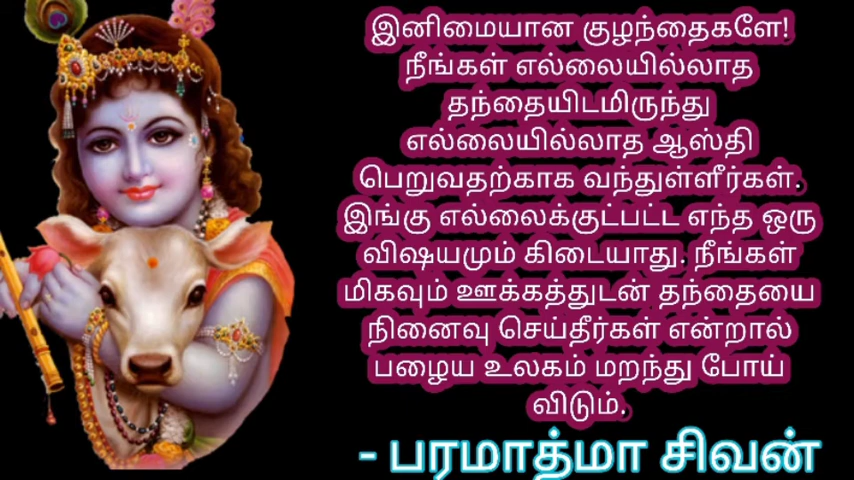 இனிமையான குழந்தைகளே!
நீங்கள் எல்லையில்லாத
தந்தையிடமிருந்து
எல்லையில்லாத ஆஸ்தி
பெறுவதற்காக வந்துள்ளீர்கள்.
இங்கு எல்லைக்குட்பட்ட எந்த ஒரு
விஷயமும் கிடையாது. நீங்கள்
மிகவும் ஊக்கத்துடன் தந்தையை
நினைவு செய்தீர்கள் என்றால்
பழைய உலகம் மறந்து போய்
விடும்.
- பரமாத்மா சிவன்